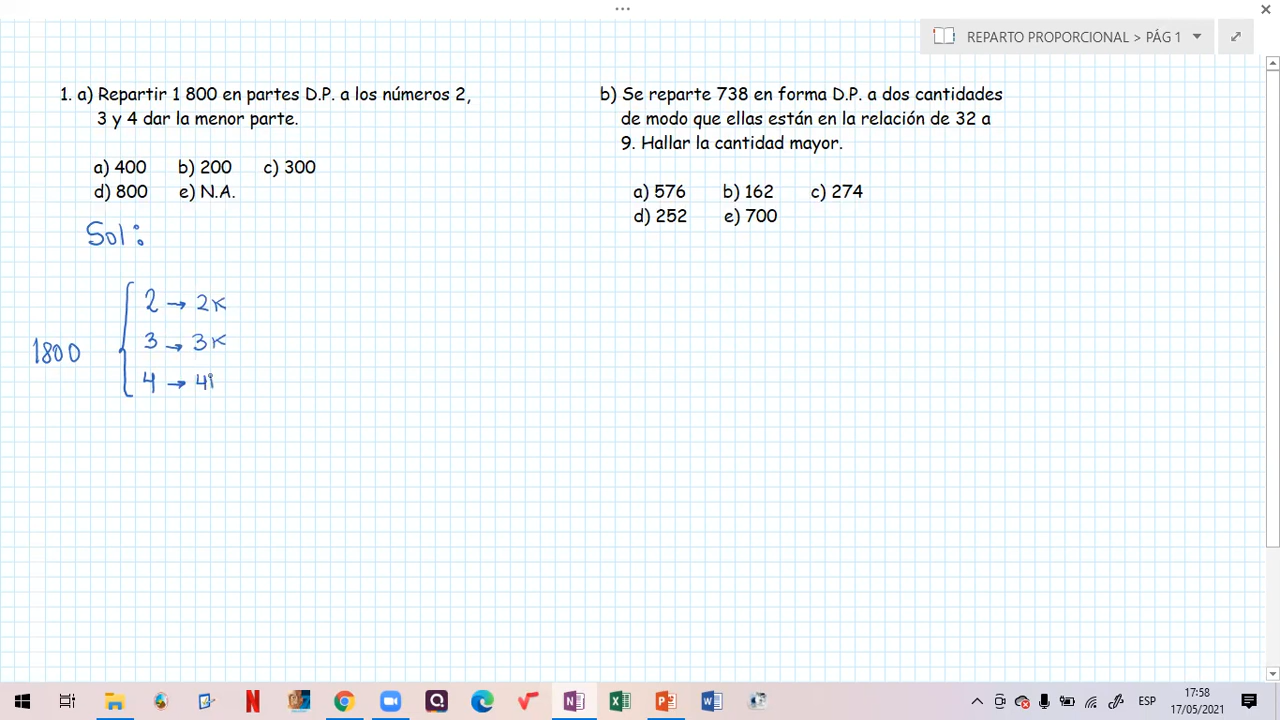 REPARTO PROPORCIONAL > PÁG 1
1. a) Repartir 1 800 en partes D.P. a los números 2,
3 y 4 dar la menor parte.
a) 400 b) 200 c) 300
d) 800 e) N.A.
Sol:
2 → 2K
1800
3 → 3K
4 → 4
b) Se reparte 738 en forma D.P. a dos cantidades
de modo que ellas están en la relación de 32 a
9. Hallar la cantidad mayor.
a) 576 b) 162 c) 274
d) 252 e) 700
ESP
17/05/2021